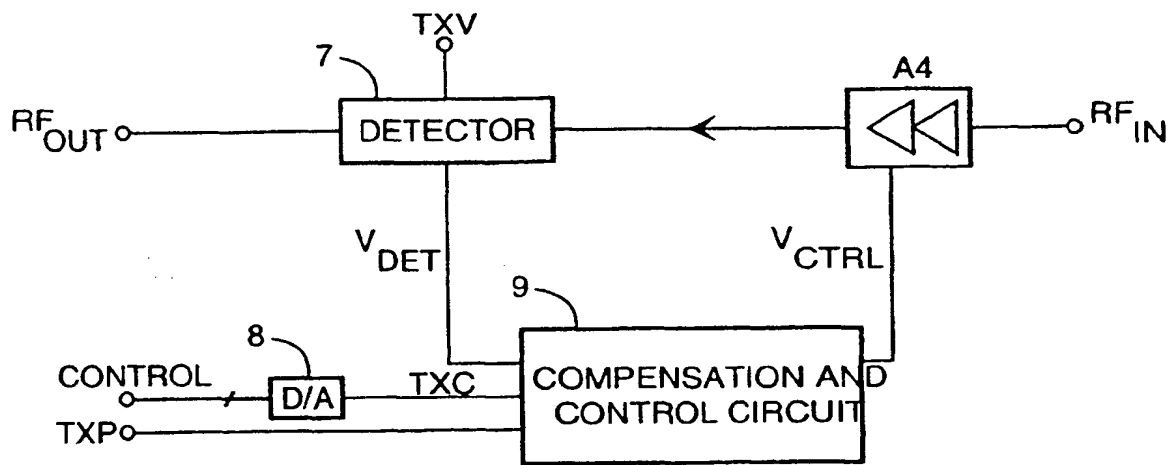 TXV
7
A4
RF OUT
DETECTOR
RF IN
V DET
V CTRL
9
8
CONTROL
D/A
TXC
COMPENSATION AND
CONTROL CIRCUIT
TXP